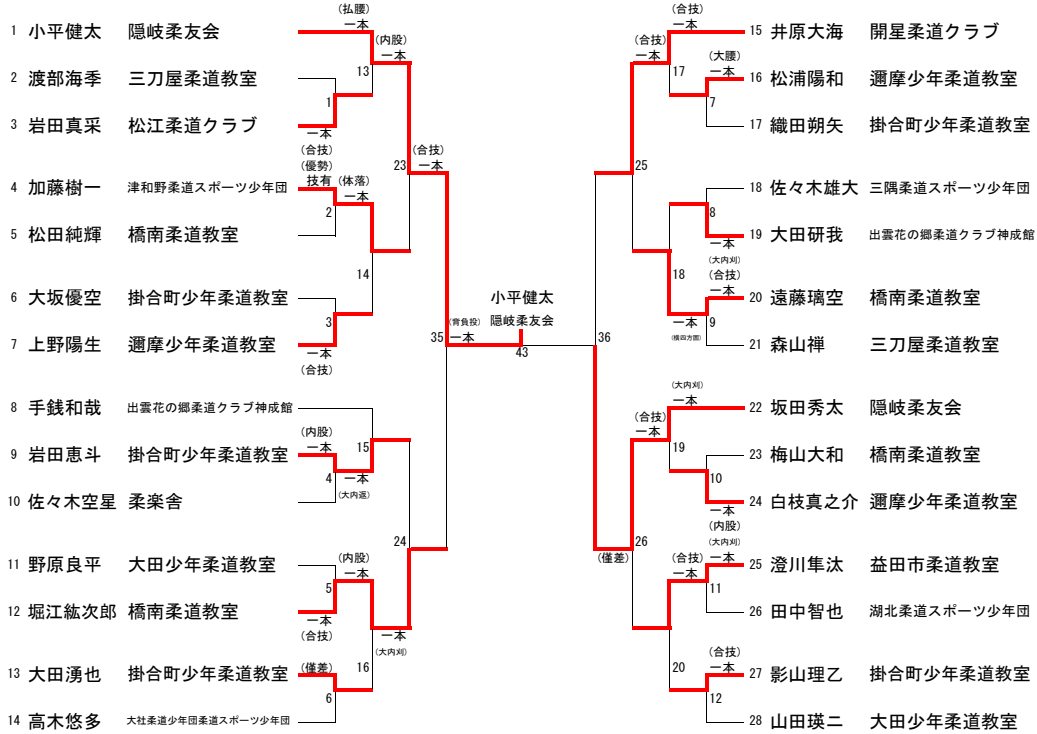 1 小平健太 隠岐柔友会
2 渡部海季 三刀屋柔道教室
3 岩田真采 松江柔道クラブ
4 加藤樹一 津和野柔道スポーツ少年団
5 松田純輝 橋南柔道教室
6 大坂優空 掛合町少年柔道教室
7 上野陽生 邇摩少年柔道教室
8 手銭和哉 出雲花の郷柔道クラブ神成館
9 岩田恵斗 掛合町少年柔道教室
10 佐々木空星 柔楽舎
11 野原良平 大田少年柔道教室
12 堀江紘次郎 橋南柔道教室
13 大田湧也 掛合町少年柔道教室
14 高木悠多 大社柔道少年団柔道スポーツ少年団
(払腰)
一本
(内股)
一本
13
1
一本
(合技)
(優勢)
技有
(体落)
一本
2
23
(合技)
一本
14
3
一本
(合技)
(内股)
一本
15
4
一本
(大内返)
24
(内股)
一本
5
一本
(合技)
一本
(大内刈)
(僅差)
16
6
35
(背負投)
一本
小平健太
隠岐柔友会
43
36
(合技)
一本
(合技)
一本
17
(大腰)
一本
7
25
8
一本
(大内刈)
18
(合技)
一本
一本
(横四方固)
9
(大内刈)
一本
(合技)
一本
19
10
一本
(内股)
26
(僅差)
(大内刈)
一本
(合技)
一本
11
20
(合技)
一本
12
15 井原大海 開星柔道クラブ
16 松浦陽和 邇摩少年柔道教室
17 織田朔矢 掛合町少年柔道教室
18 佐々木雄大 三隅柔道スポーツ少年団
19 大田研我 出雲花の郷柔道クラブ神成館
20 遠藤璃空 橋南柔道教室
21 森山禅 三刀屋柔道教室
22 坂田秀太 隠岐柔友会
23 梅山大和 橋南柔道教室
24 白枝真之介 邇摩少年柔道教室
25 澄川隼汰 益田市柔道教室
26 田中智也 湖北柔道スポーツ少年団
27 影山理乙 掛合町少年柔道教室
28 山田瑛ニ 大田少年柔道教室